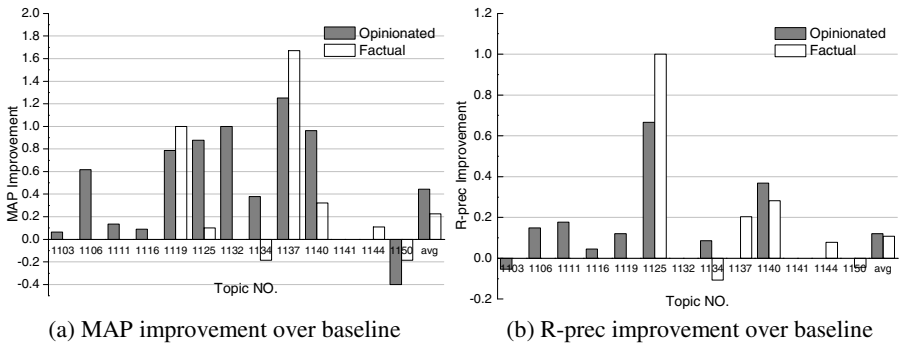 2.0
1.8
1.6
1.4
1.2
1.0
0.8
0.6
0.4
0.2
0.0
-0.2
-0.4
MAP Improvement
Opinionated
Factual
1103 1106 1111 1116 1119 1125 1132 1134 1137 1140 1141 1144 1150 avg
Topic NO.
(a) MAP improvement over baseline
1.2
1.0
0.8
0.6
0.4
0.2
0.0
-0.2
R-prec Improvement
Opinionated
Factual
1103 1106 1111 1116 1119 1125 1132 1134 1137 1140 1141 1144 1150 avg
Topic NO.
(b) R-prec improvement over baseline